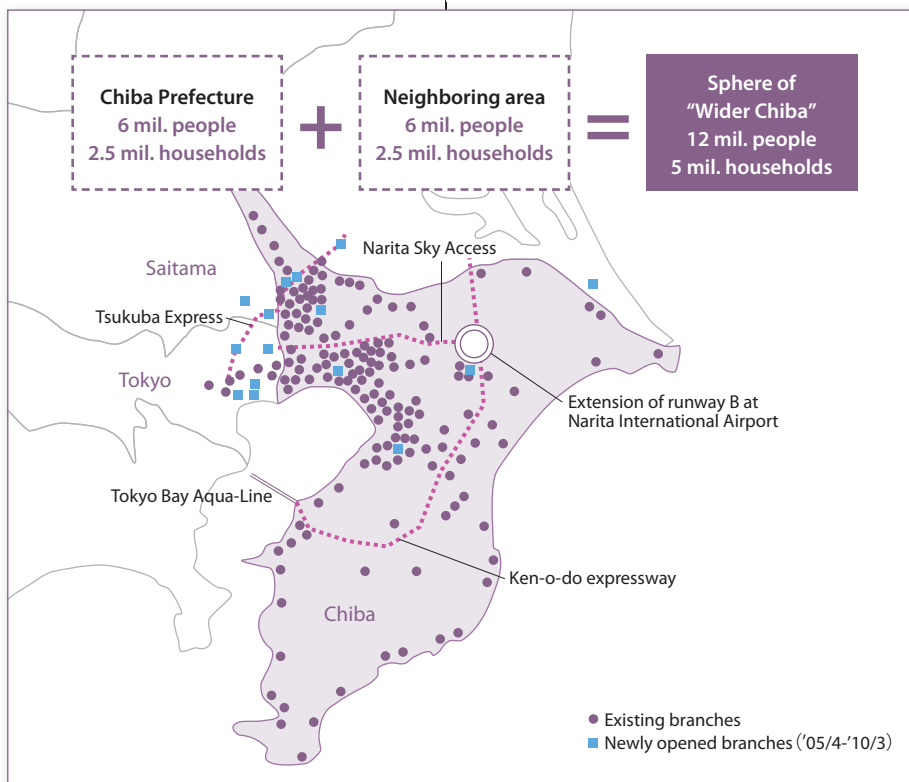 Chiba Prefecture
6 mil. people
2.5 mil. households
+
Neighboring area
6 mil. people
2.5 mil. households
=
Sphere of
“Wider Chiba”
12 mil. people
5 mil. households
Narita Sky Access
Saitama
Tsukuba Express
Tokyo
Extension of runway B at
Narita International Airport
Tokyo Bay Aqua-Line
Ken-o-do expressway
Chiba
Existing branches
Newly opened branches (’05/4-’10/3)